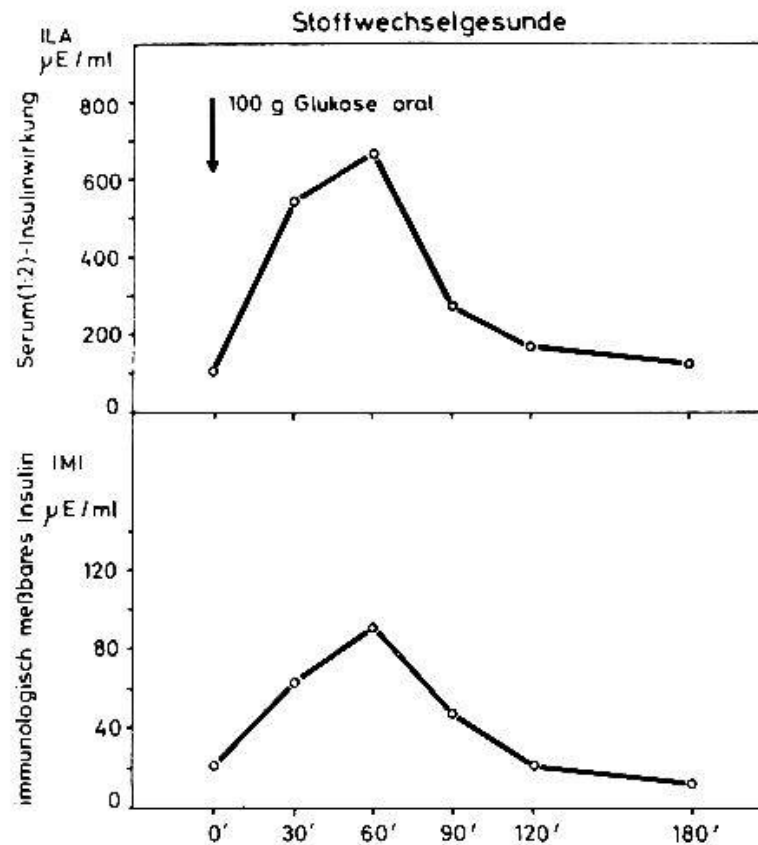 Stoffwechselgesunde
ILA
µE/ml
Serum(1:2)-Insulinwirkung
100 g Glukose oral
800
600
400
200
0
IMI
µE/ml
immunologisch meßbares Insulin
120
80
40
0
0' 30' 60' 90' 120' 180'